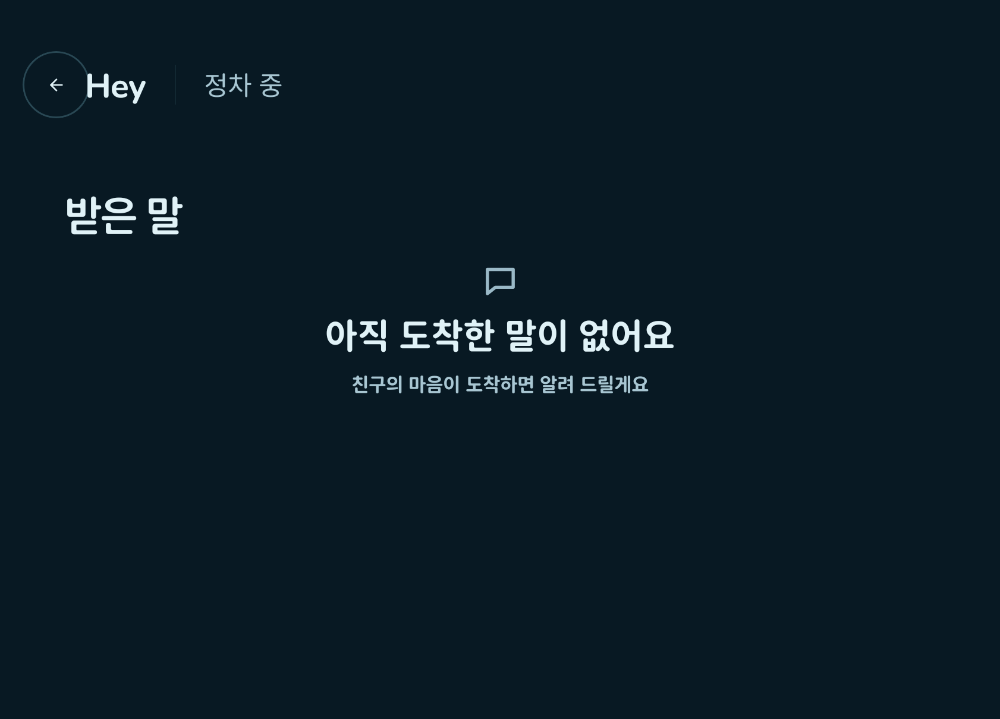 Hey 정차 중
받은 말
아직 도착한 말이 없어요
친구의 마음이 도착하면 알려 드릴게요